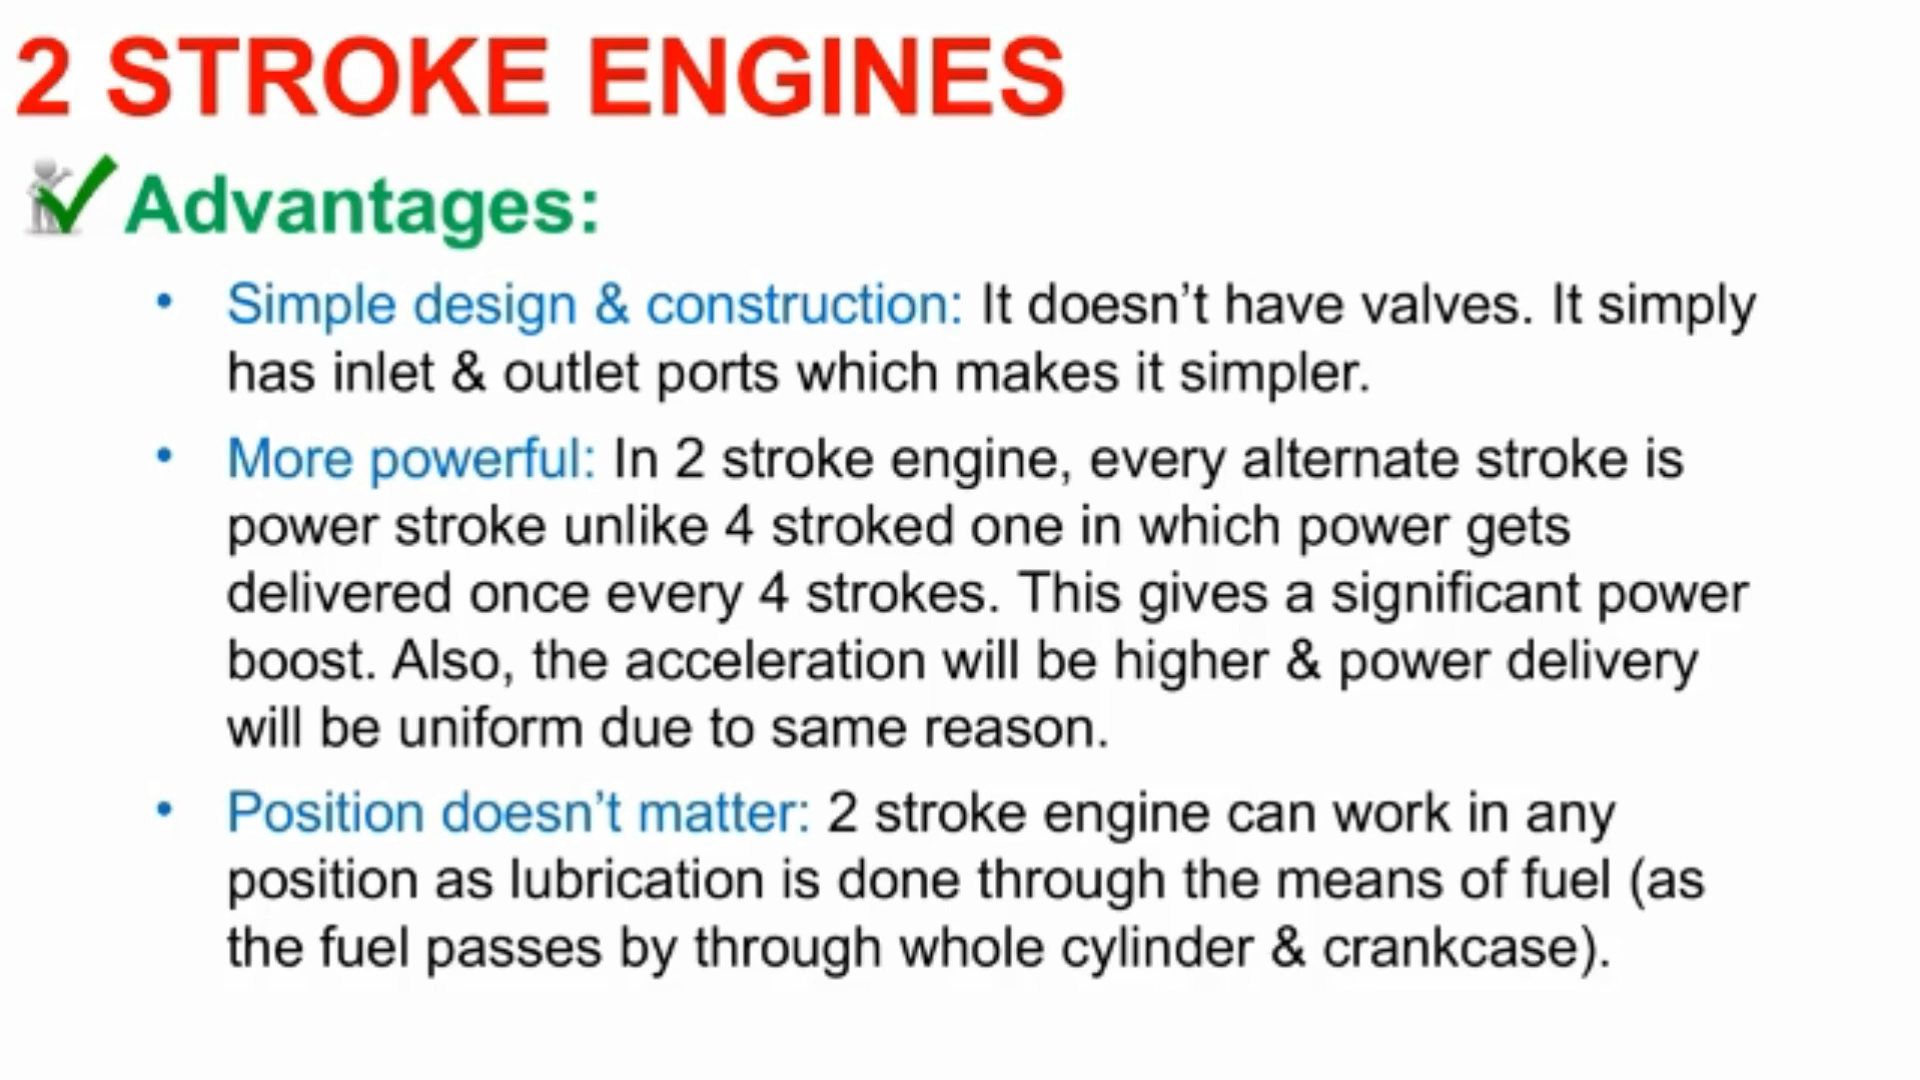 2 STROKE ENGINES
Advantages:
• Simple design & construction: It doesn't have valves. It simply
has inlet & outlet ports which makes it simpler.
• More powerful: In 2 stroke engine, every alternate stroke is
power stroke unlike 4 stroked one in which power gets
delivered once every 4 strokes. This gives a significant power
boost. Also, the acceleration will be higher & power delivery
will be uniform due to same reason.
• Position doesn't matter: 2 stroke engine can work in any
position as lubrication is done through the means of fuel (as
the fuel passes by through whole cylinder & crankcase).